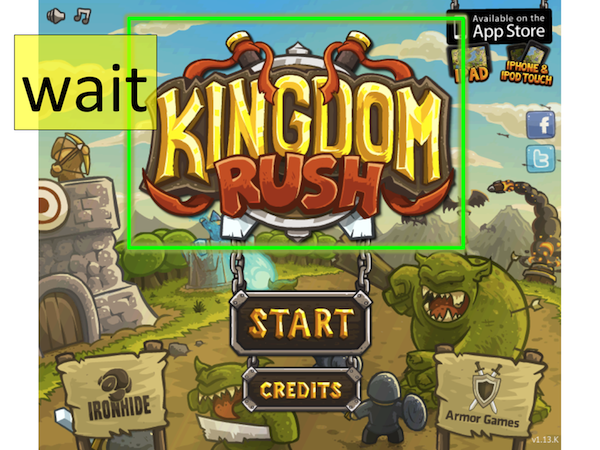 Available on the
App Store
iPAD
IPHONE &
IPOD TOUCH
wait
KINGDOM
RUSH
START
CREDITS
IRONHIDE
Armor Games
v1.13.K